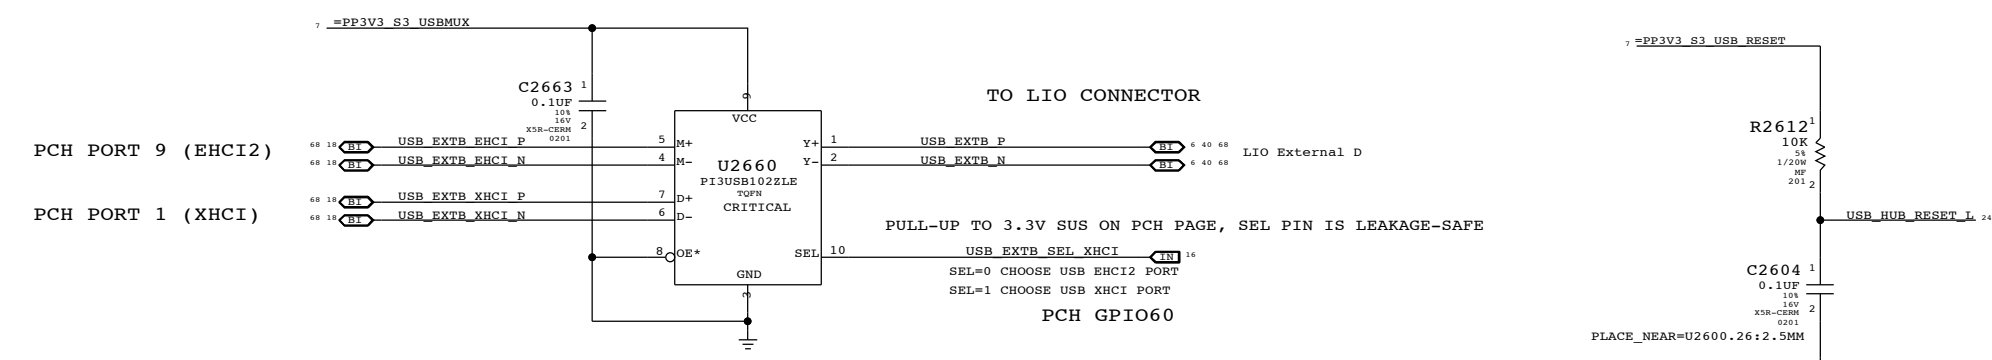 7 =PP3V3_S3_USBMUX
7 =PP3V3_S3_USB_RESET
C2663 1
0.1UF
10%
16V
X5R-CERM 2
0201
9
VCC
TO LIO CONNECTOR
R2612 1
10K
5%
1/20W
MF
201 2
PCH PORT 9 (EHCI2)
68 18 BI USB_EXTB_EHCI_P 5 M+
68 18 BI USB_EXTB_EHCI_N 4 M-
U2660
PI3USB102ZLE
TQFN
CRITICAL
Y+ 1 USB_EXTB_P BI 6 40 68
Y- 2 USB_EXTB_N BI 6 40 68
LIO External D
PCH PORT 1 (XHCI)
68 18 BI USB_EXTB_XHCI_P 7 D+
68 18 BI USB_EXTB_XHCI_N 6 D-
8 OE*
GND
3
PULL-UP TO 3.3V SUS ON PCH PAGE, SEL PIN IS LEAKAGE-SAFE
SEL 10 USB_EXTB_SEL_XHCI IN 16
SEL=0 CHOOSE USB EHCI2 PORT
SEL=1 CHOOSE USB XHCI PORT
PCH GPIO60
USB_HUB_RESET_L 24
C2604 1
0.1UF
10%
16V
X5R-CERM 2
0201
PLACE_NEAR=U2600.26:2.5MM